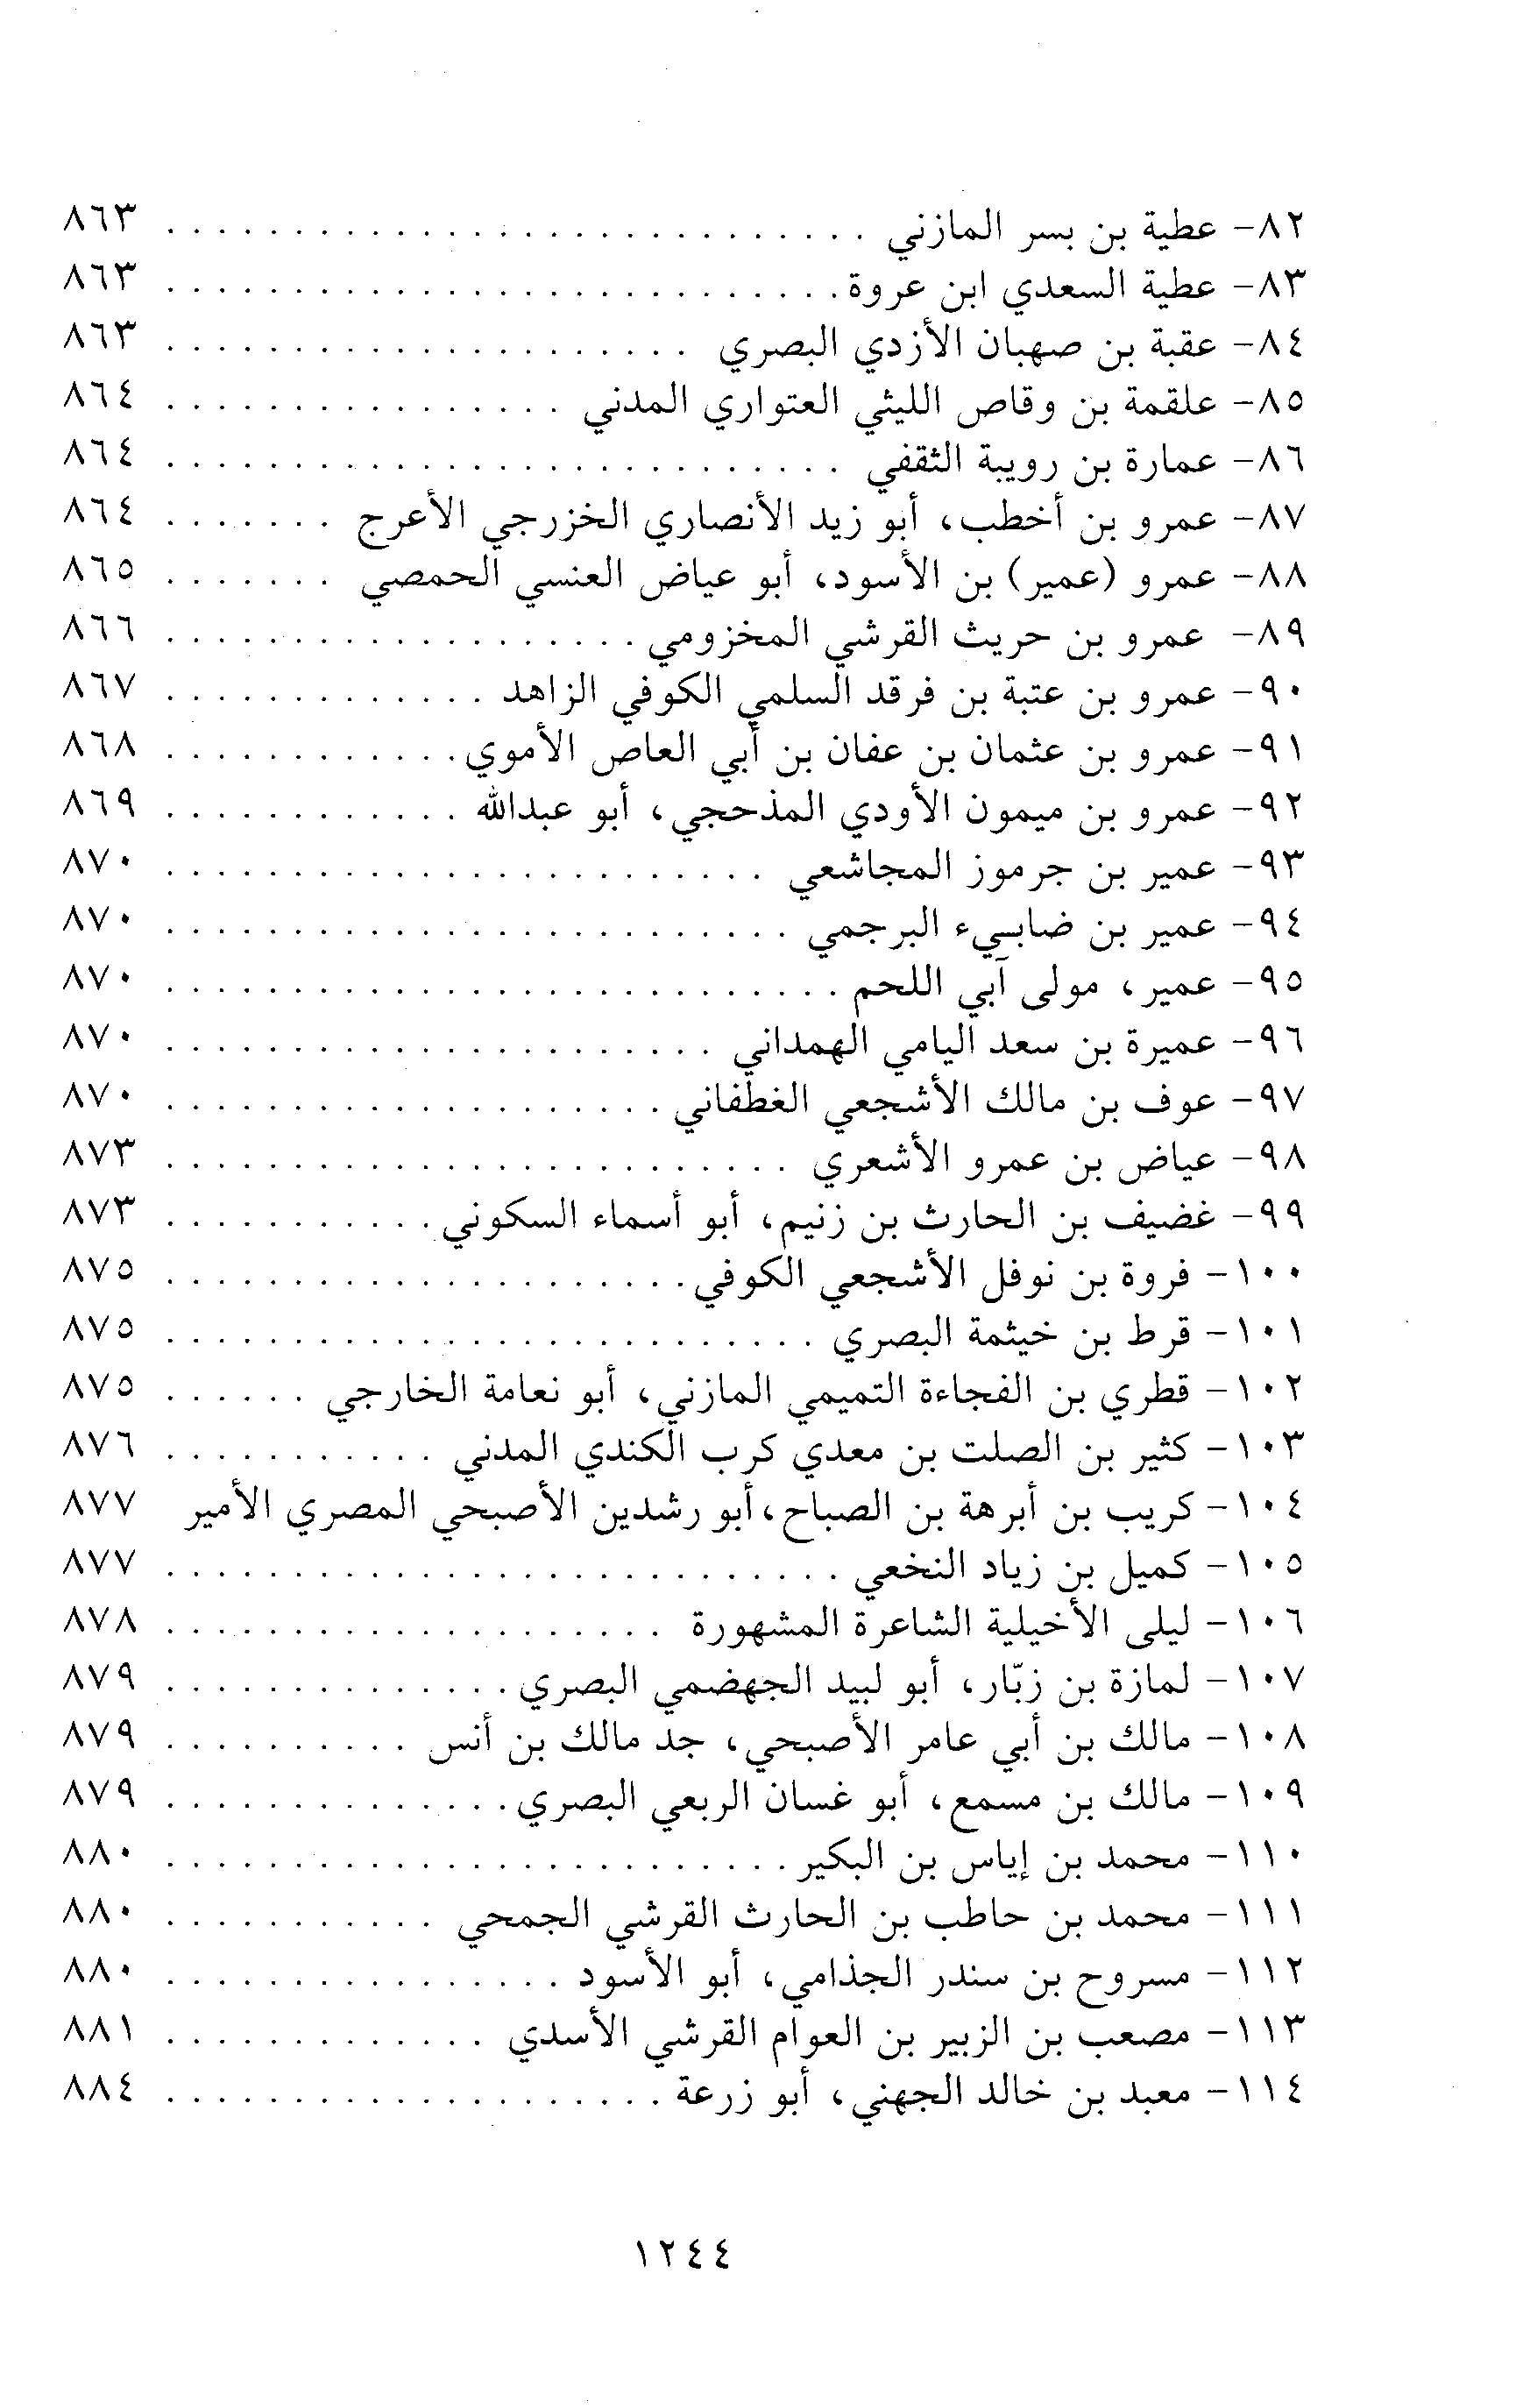 ٨٢- عطية بن بسر المازني . . . . . . . . . . . . . . . . . . . . . . . . . . . . ٨٦٣
٨٣- عطية السعدي ابن عروة . . . . . . . . . . . . . . . . . . . . . . . . . . . ٨٦٣
٨٤- عقبة بن صهبان الأزدي البصري . . . . . . . . . . . . . . . . . . . . . ٨٦٣
٨٥- علقمة بن وقاص الليثي العتواري المدني . . . . . . . . . . . . . . . . ٨٦٤
٨٦- عمارة بن رويبة الثقفي . . . . . . . . . . . . . . . . . . . . . . . . . . . ٨٦٤
٨٧- عمرو بن أخطب، أبو زيد الأنصاري الخزرجي الأعرج . . . . . . . ٨٦٤
٨٨- عمرو (عمير) بن الأسود، أبو عياض العنسي الحمصي . . . . . . . ٨٦٥
٨٩- عمرو بن حريث القرشي المخزومي . . . . . . . . . . . . . . . . . . . ٨٦٦
٩٠- عمرو بن عتبة بن فرقد السلمي الكوفي الزاهد . . . . . . . . . . . . . ٨٦٧
٩١- عمرو بن عثمان بن عفان بن أبي العاص الأموي . . . . . . . . . . . . ٨٦٨
٩٢- عمرو بن ميمون الأودي المذحجي، أبو عبدالله . . . . . . . . . . . . ٨٦٩
٩٣- عمير بن جرموز المجاشعي . . . . . . . . . . . . . . . . . . . . . . . . ٨٧٠
٩٤- عمير بن ضابىء البرجمي . . . . . . . . . . . . . . . . . . . . . . . . . ٨٧٠
٩٥- عمير، مولى آبي اللحم . . . . . . . . . . . . . . . . . . . . . . . . . . . ٨٧٠
٩٦- عميرة بن سعد اليامي الهمداني . . . . . . . . . . . . . . . . . . . . . . ٨٧٠
٩٧- عوف بن مالك الأشجعي الغطفاني . . . . . . . . . . . . . . . . . . . . ٨٧٠
٩٨- عياض بن عمرو الأشعري . . . . . . . . . . . . . . . . . . . . . . . . . ٨٧٣
٩٩- غضيف بن الحارث بن زنيم، أبو أسماء السكوني . . . . . . . . . . . ٨٧٣
١٠٠- فروة بن نوفل الأشجعي الكوفي . . . . . . . . . . . . . . . . . . . . . ٨٧٥
١٠١- قرط بن خيثمة البصري . . . . . . . . . . . . . . . . . . . . . . . . . . ٨٧٥
١٠٢- قطري بن الفجاءة التميمي المازني، أبو نعامة الخارجي . . . . . . ٨٧٥
١٠٣- كثير بن الصلت بن معدي كرب الكندي المدني . . . . . . . . . . . ٨٧٦
١٠٤- كريب بن أبرهة بن الصباح، أبو رشدين الأصبحي المصري الأمير ٨٧٧
١٠٥- كميل بن زياد النخعي . . . . . . . . . . . . . . . . . . . . . . . . . . . ٨٧٧
١٠٦- ليلى الأخيلية الشاعرة المشهورة . . . . . . . . . . . . . . . . . . . . ٨٧٨
١٠٧- لمازة بن زبّار، أبو لبيد الجهضمي البصري . . . . . . . . . . . . . . ٨٧٩
١٠٨- مالك بن أبي عامر الأصبحي، جد مالك بن أنس . . . . . . . . . . ٨٧٩
١٠٩- مالك بن مسمع، أبو غسان الربعي البصري . . . . . . . . . . . . . . ٨٧٩
١١٠- محمد بن إياس بن البكير . . . . . . . . . . . . . . . . . . . . . . . . . ٨٨٠
١١١- محمد بن حاطب بن الحارث القرشي الجمحي . . . . . . . . . . . ٨٨٠
١١٢- مسروح بن سندر الجذامي، أبو الأسود . . . . . . . . . . . . . . . . ٨٨٠
١١٣- مصعب بن الزبير بن العوام القرشي الأسدي . . . . . . . . . . . . . ٨٨١
١١٤- معبد بن خالد الجهني، أبو زرعة . . . . . . . . . . . . . . . . . . . . ٨٨٤
١٢٤٤